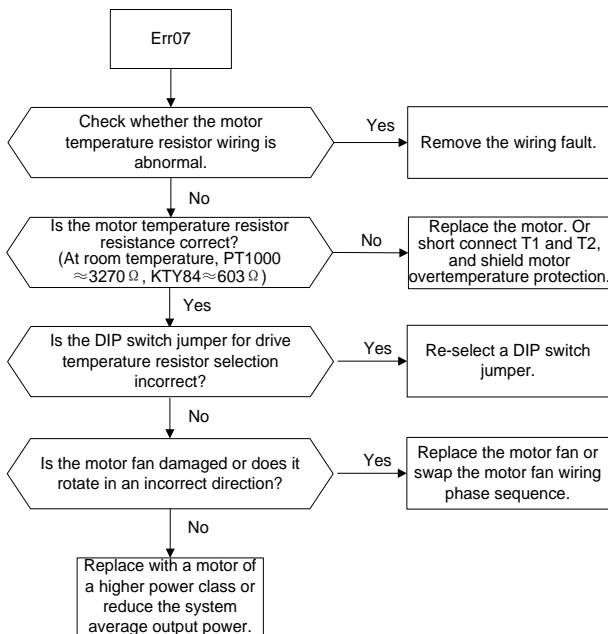 Err07
Check whether the motor
temperature resistor wiring is
abnormal.
Yes
Remove the wiring fault.
No
Is the motor temperature resistor
resistance correct?
(At room temperature, PT1000
≈3270Ω, KTY84≈603Ω)
No
Replace the motor. Or
short connect T1 and T2,
and shield motor
overtemperature protection.
Yes
Is the DIP switch jumper for drive
temperature resistor selection
incorrect?
Yes
Re-select a DIP switch
jumper.
No
Is the motor fan damaged or does it
rotate in an incorrect direction?
Yes
Replace the motor fan or
swap the motor fan wiring
phase sequence.
No
Replace with a motor of
a higher power class or
reduce the system
average output power.